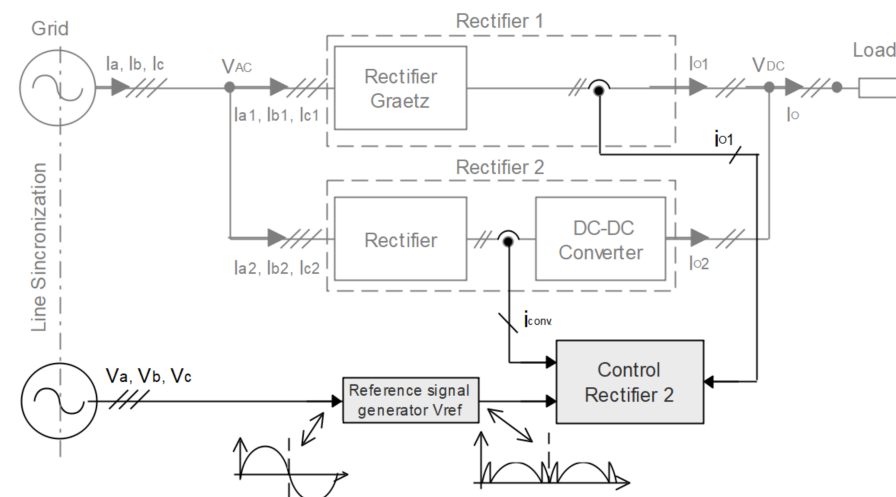 Rectifier 1
Grid
Ia, Ib, Ic
VAC
Rectifier
Graetz
IO1
VDC
Load
Ia1, Ib1, Ic1
IO
iO1
Rectifier 2
Rectifier
DC-DC
Converter
Ia2, Ib2, Ic2
IO2
Line Sincronization
iconv.
Va, Vb, Vc
Reference signal
generator Vref
Control
Rectifier 2